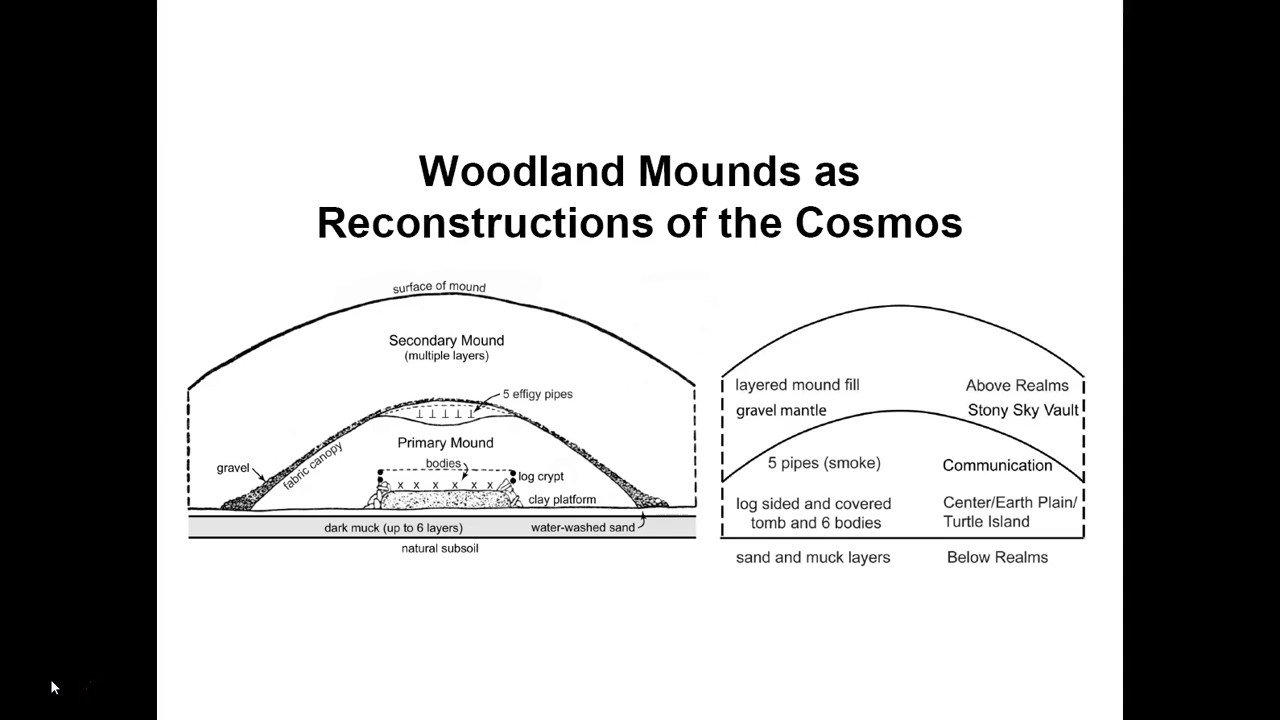 Woodland Mounds as
Reconstructions of the Cosmos
surface of mound
Secondary Mound
(multiple layers)
5 effigy pipes
Primary Mound
bodies
gravel
fabric canopy
log crypt
x x x x x x
clay platform
dark muck (up to 6 layers)
water-washed sand
natural subsoil
layered mound fill Above Realms
gravel mantle Stony Sky Vault
5 pipes (smoke) Communication
log sided and covered Center/Earth Plain/
tomb and 6 bodies Turtle Island
sand and muck layers Below Realms